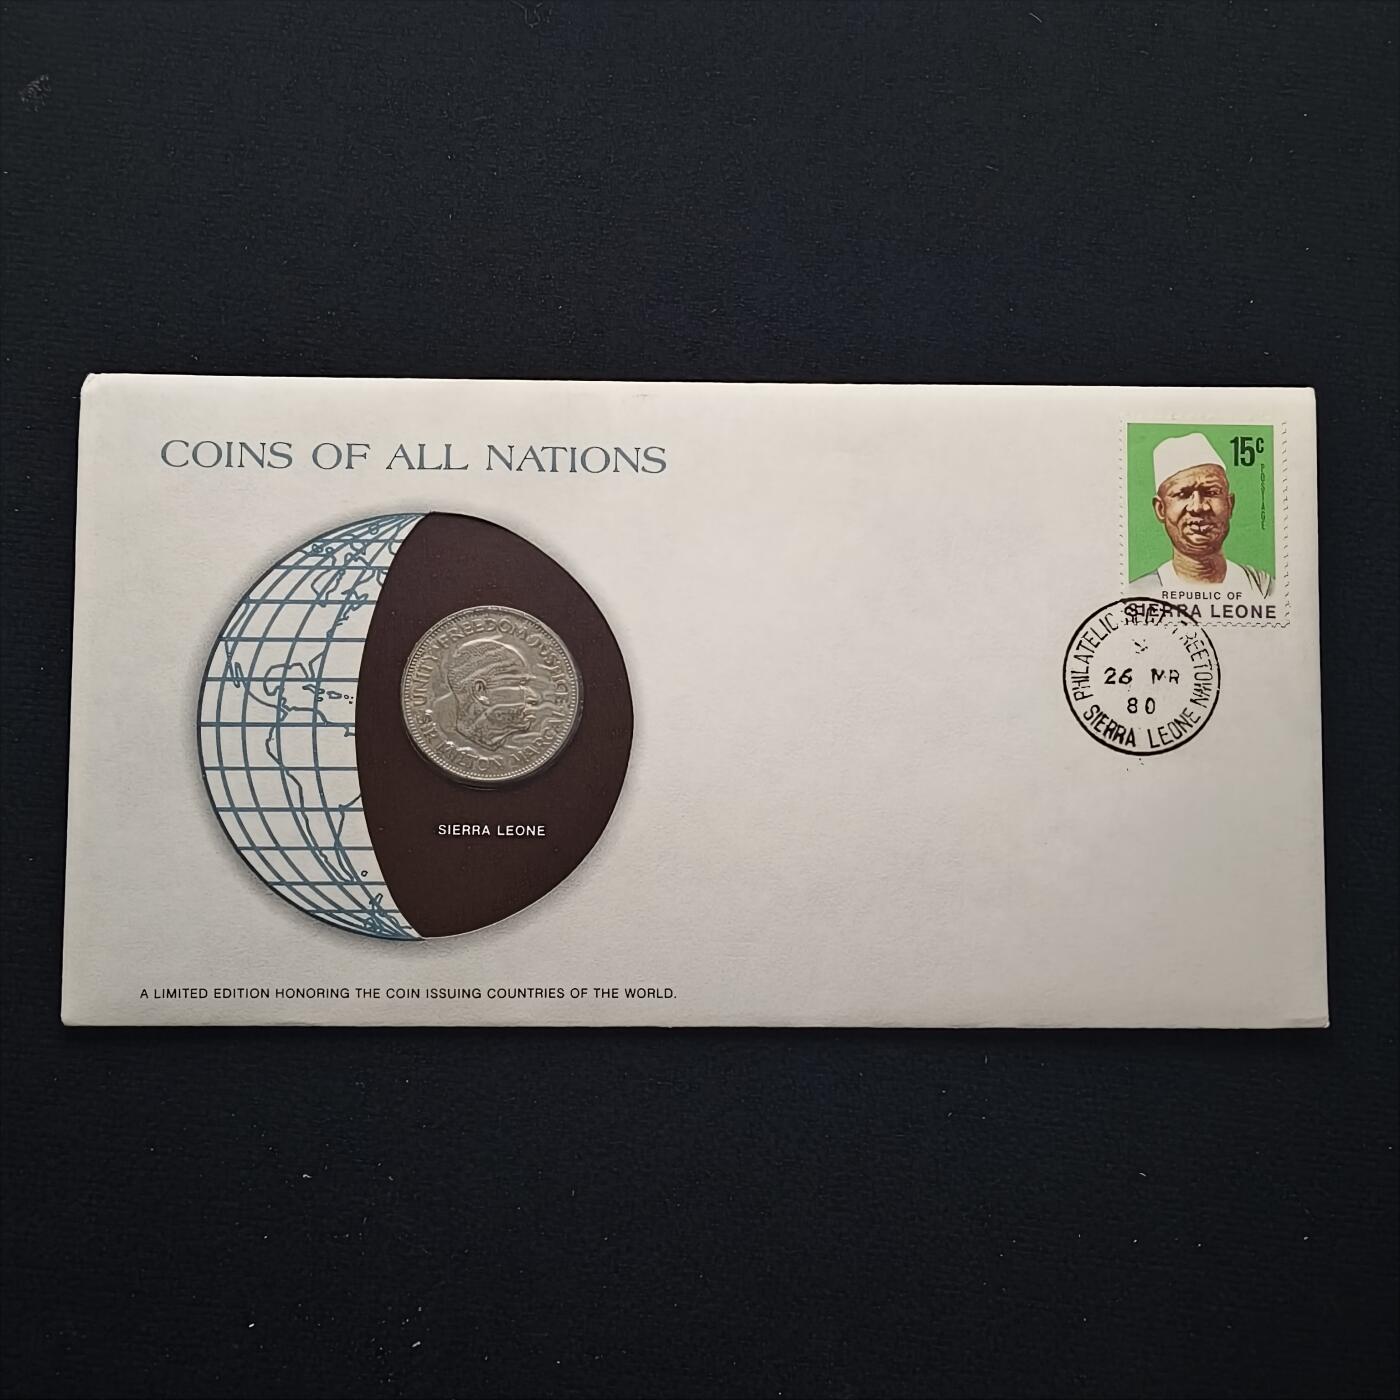 COINS OF ALL NATIONS
15c
POSTAGE
REPUBLIC OF
SIERRA LEONE
PHILATELIC FREETOWN
26 MR
80
SIERRA LEONE
UNITY·FREEDOM·JUSTICE
SIR MILTON MARGAI
SIERRA LEONE
A LIMITED EDITION HONORING THE COIN ISSUING COUNTRIES OF THE WORLD.